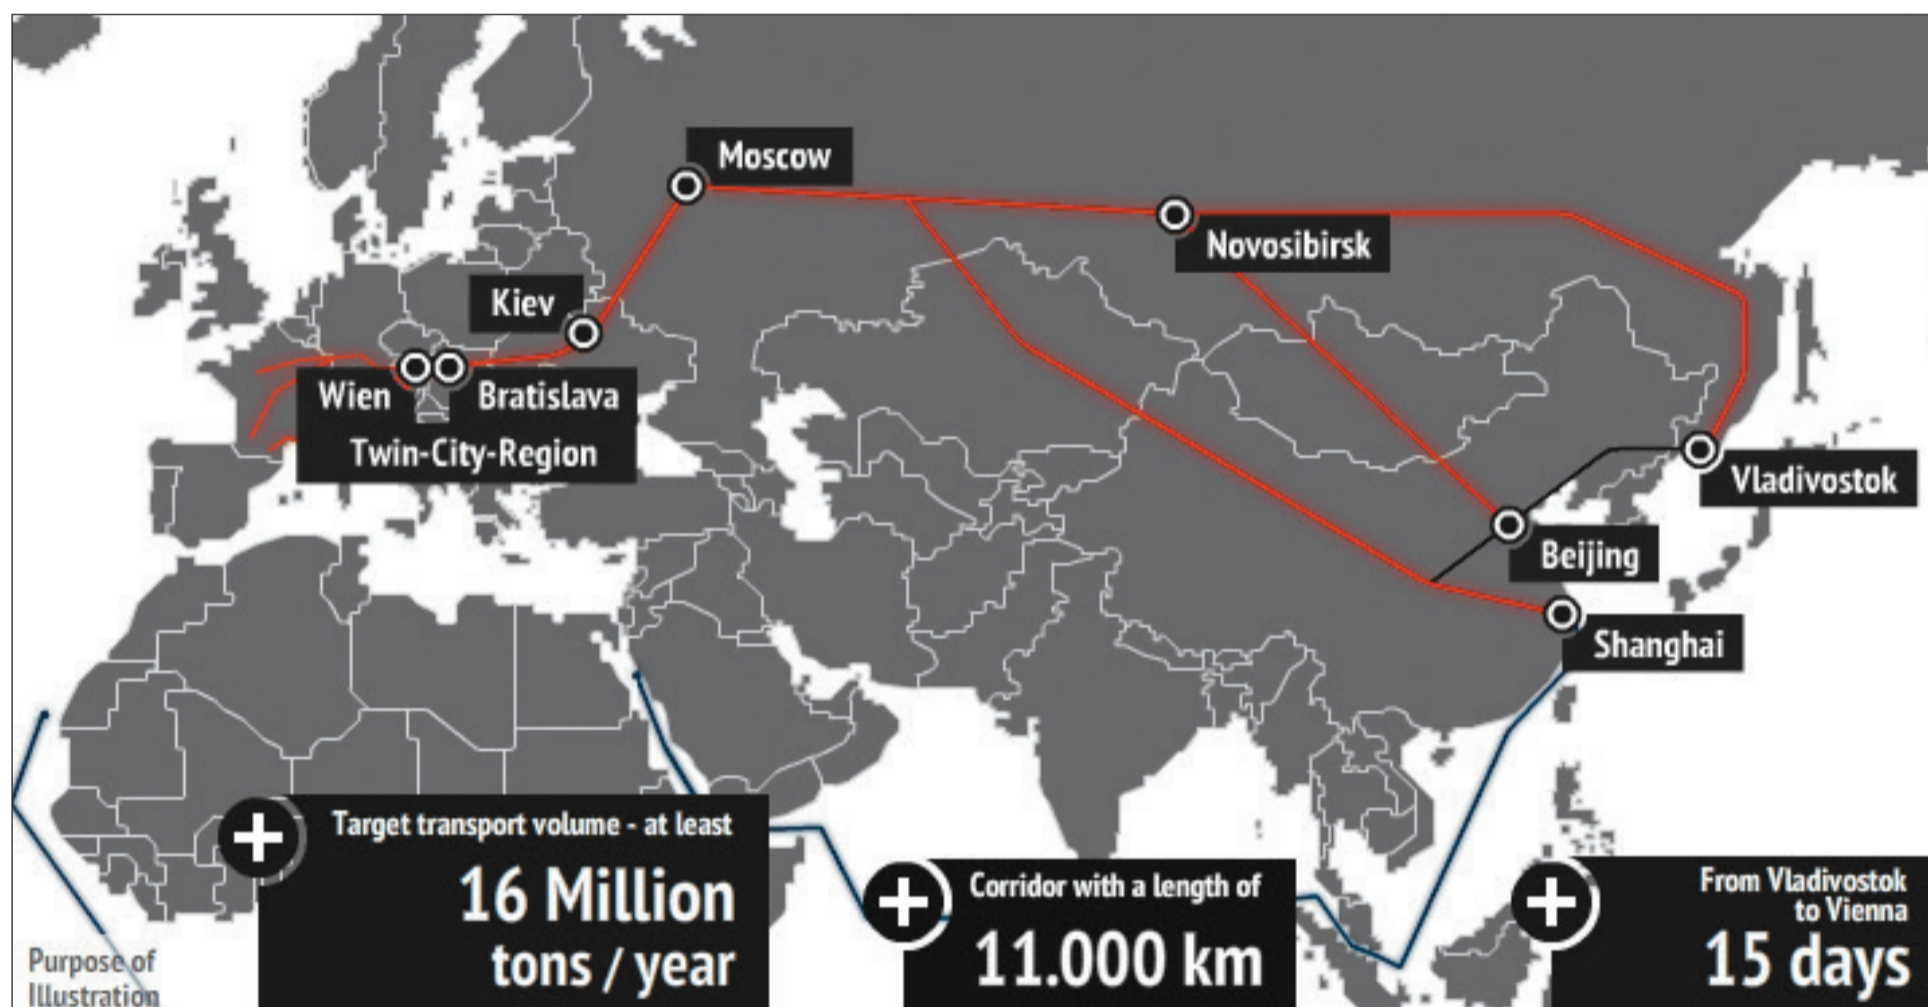 Moscow
Novosibirsk
Kiev
Wien
Bratislava
Twin-City-Region
Vladivostok
Beijing
Shanghai
Target transport volume - at least
16 Million
tons / year
Corridor with a length of
11.000 km
From Vladivostok
to Vienna
15 days
Purpose of
Illustration